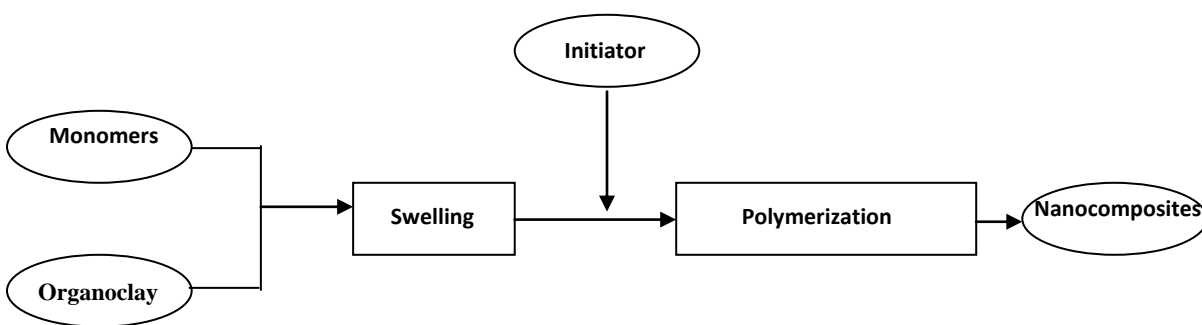 Initiator
Monomers
Swelling
Polymerization
Nanocomposites
Organoclay